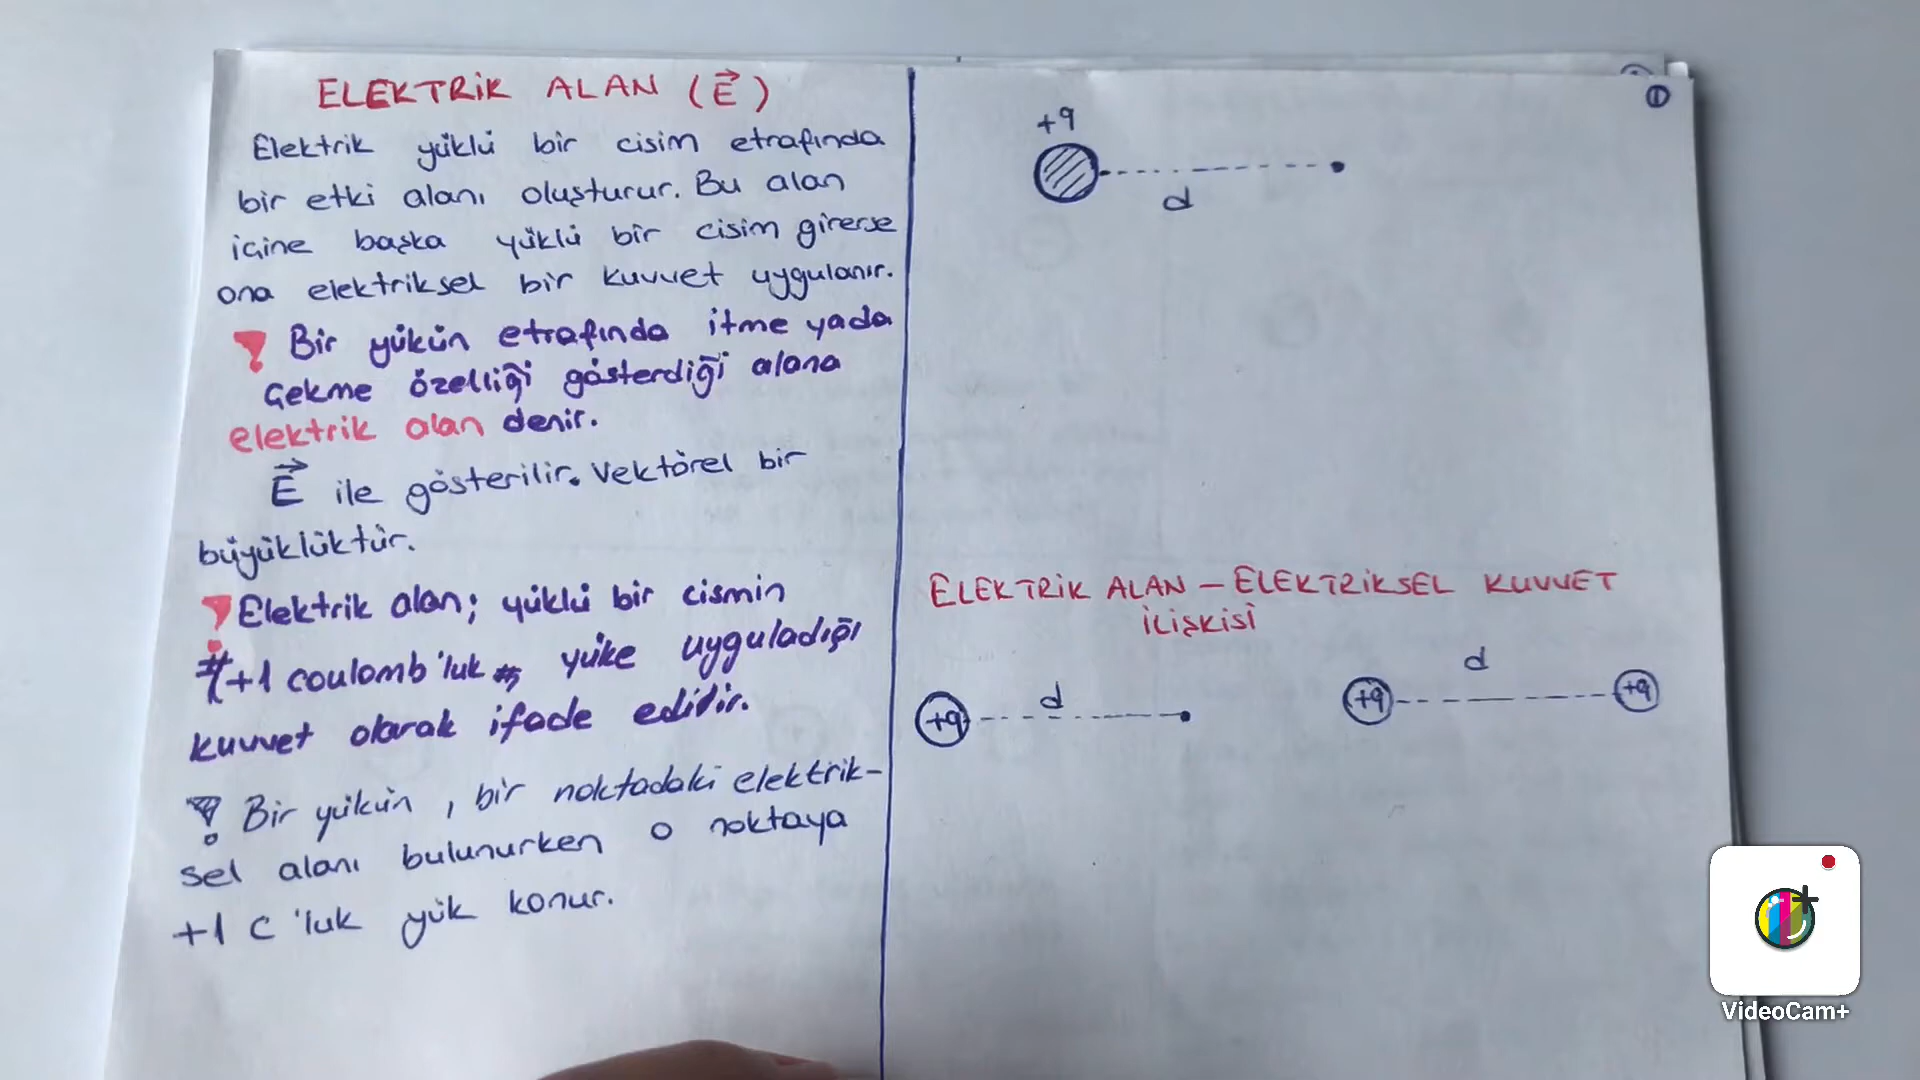 ELEKTRİK ALAN (E)
Elektrik yüklü bir cisim etrafında
bir etki alanı oluşturur. Bu alan
içine başka yüklü bir cisim girerse
ona elektriksel bir kuvvet uygulanır.
! Bir yükün etrafında itme yada
çekme özelliği gösterdiği alana
elektrik alan denir.
E ile gösterilir. Vektörel bir
büyüklüktür.
! Elektrik alan; yüklü bir cismin
+1 coulomb'luk yüke uyguladığı
kuvvet olarak ifade edilir.
! Bir yükün, bir noktadaki elektrik-
sel alanı bulunurken o noktaya
+1 C'luk yük konur.
1
+q
d
ELEKTRİK ALAN – ELEKTRİKSEL KUVVET
İLİŞKİSİ
+q d
+q d +q
VideoCam+